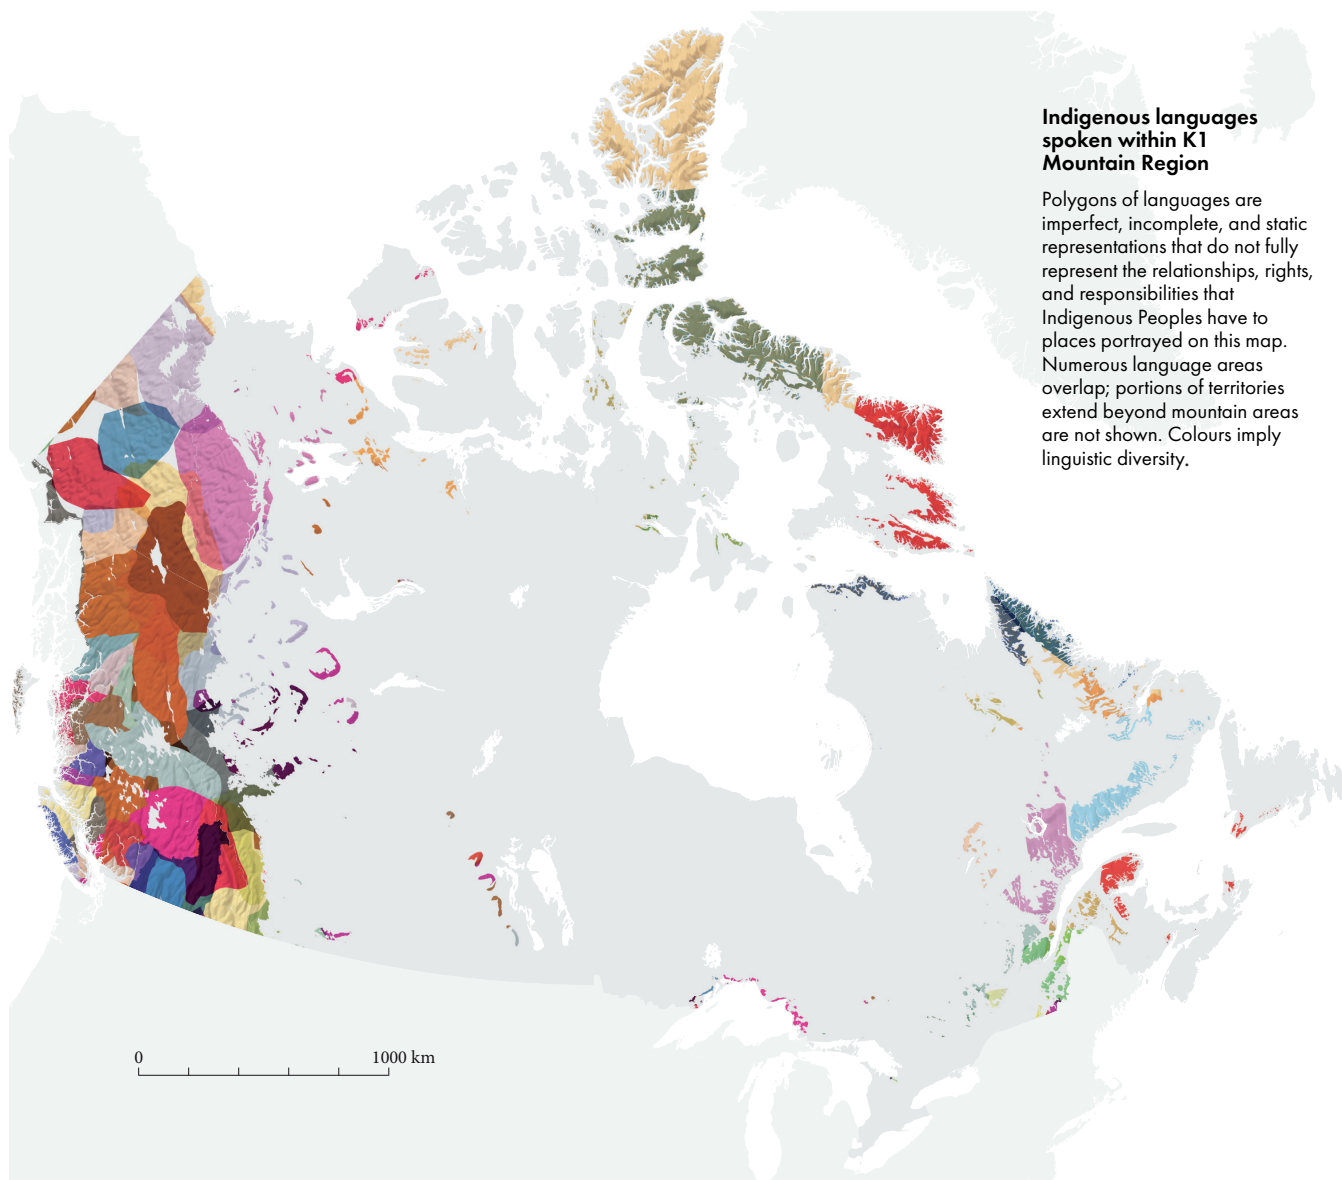 Indigenous languages
spoken within K1
Mountain Region
Polygons of languages are
imperfect, incomplete, and static
representations that do not fully
represent the relationships, rights,
and responsibilities that
Indigenous Peoples have to
places portrayed on this map.
Numerous language areas
overlap; portions of territories
extend beyond mountain areas
are not shown. Colours imply
linguistic diversity.
0 1000 km